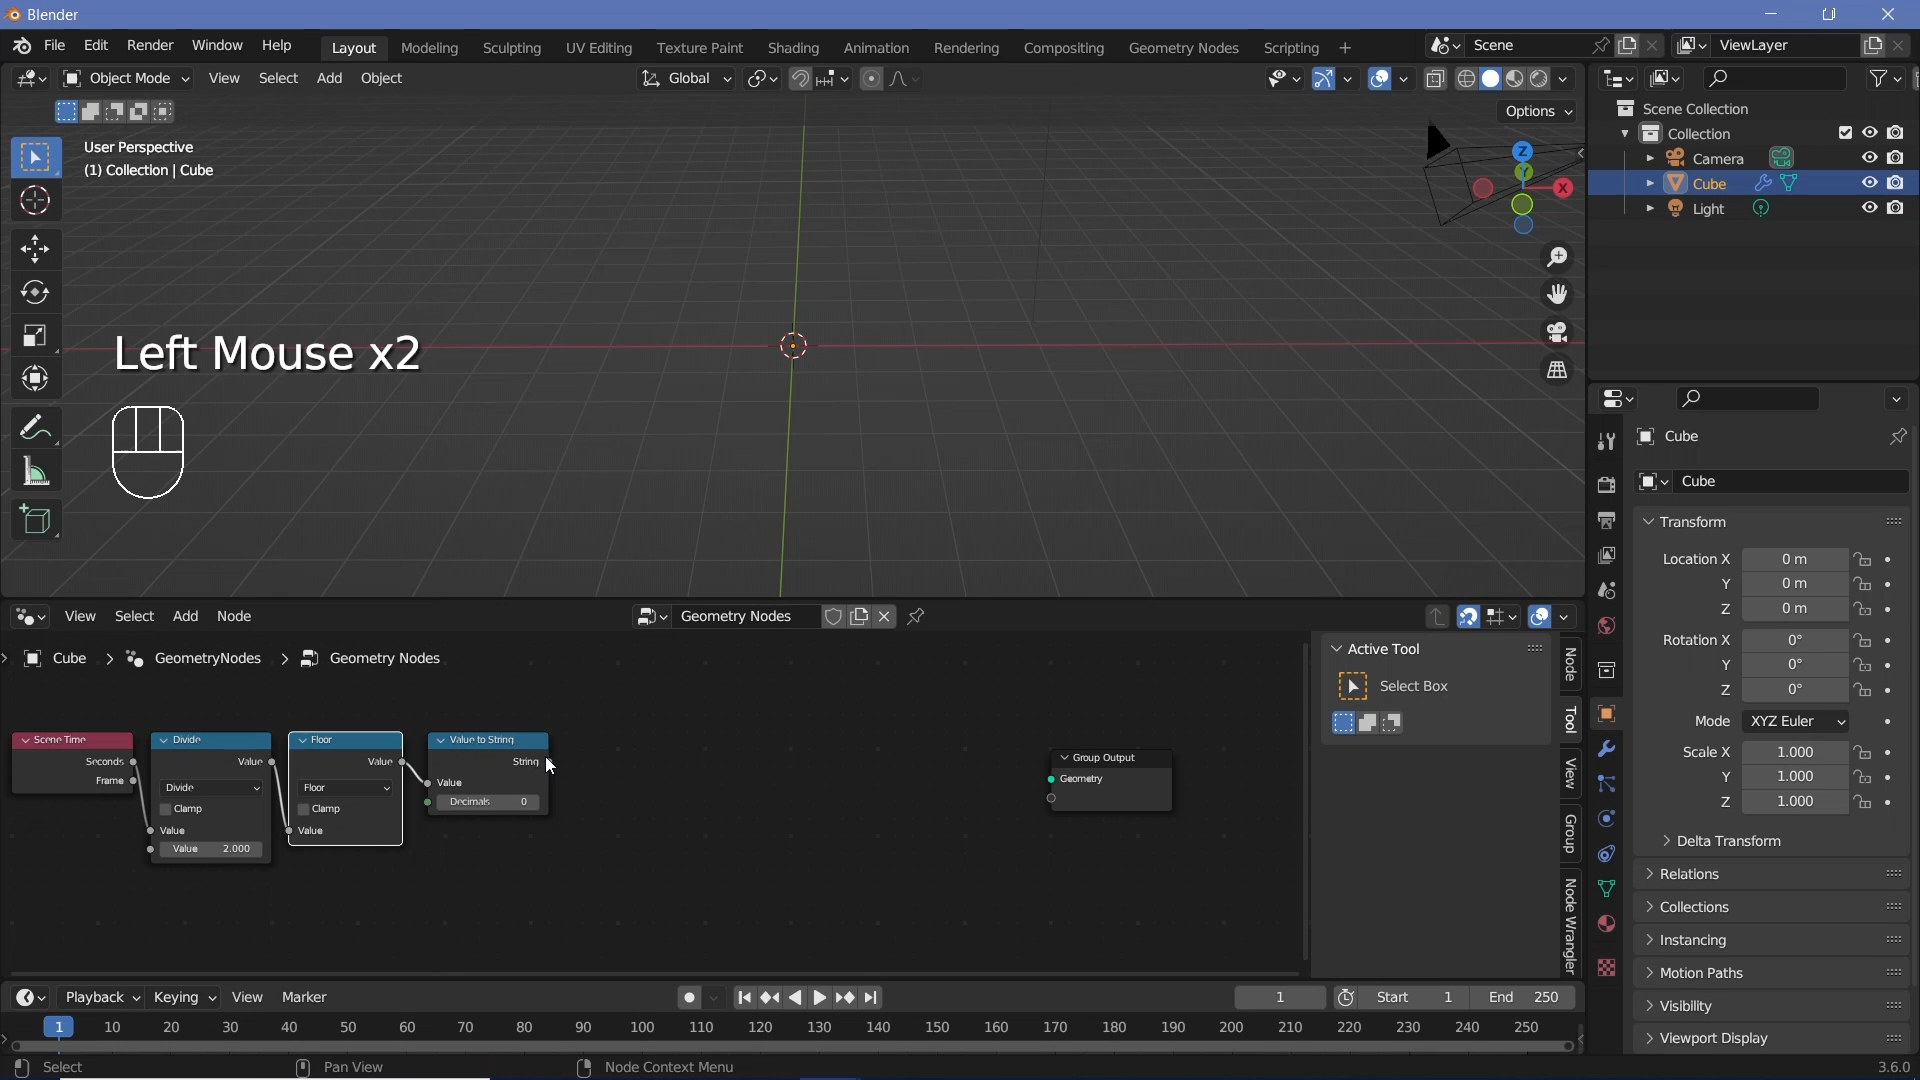 Blender
File Edit Render Window Help Layout Modeling Sculpting UV Editing Texture Paint Shading Animation Rendering Compositing Geometry Nodes Scripting + Scene ViewLayer
Object Mode View Select Add Object Global
Options
User Perspective
(1) Collection | Cube
Z
Y
X
Left Mouse x2
Scene Collection
Collection
Camera
Cube
Light
Cube
Cube
Transform
Location X 0 m
Y 0 m
Z 0 m
Rotation X 0°
Y 0°
Z 0°
Mode XYZ Euler
Scale X 1.000
Y 1.000
Z 1.000
Delta Transform
Relations
Collections
Instancing
Motion Paths
Visibility
Viewport Display
View Select Add Node Geometry Nodes
Cube > GeometryNodes > Geometry Nodes
Scene Time
Seconds
Frame
Divide
Value
Divide
Clamp
Value
Value 2.000
Floor
Value
Floor
Clamp
Value
Value to String
String
Value
Decimals 0
Group Output
Geometry
Active Tool
Select Box
Node
Tool
View
Group
Node Wrangler
Playback Keying View Marker 1 Start 1 End 250
1 10 20 30 40 50 60 70 80 90 100 110 120 130 140 150 160 170 180 190 200 210 220 230 240 250
Select Pan View Node Context Menu 3.6.0